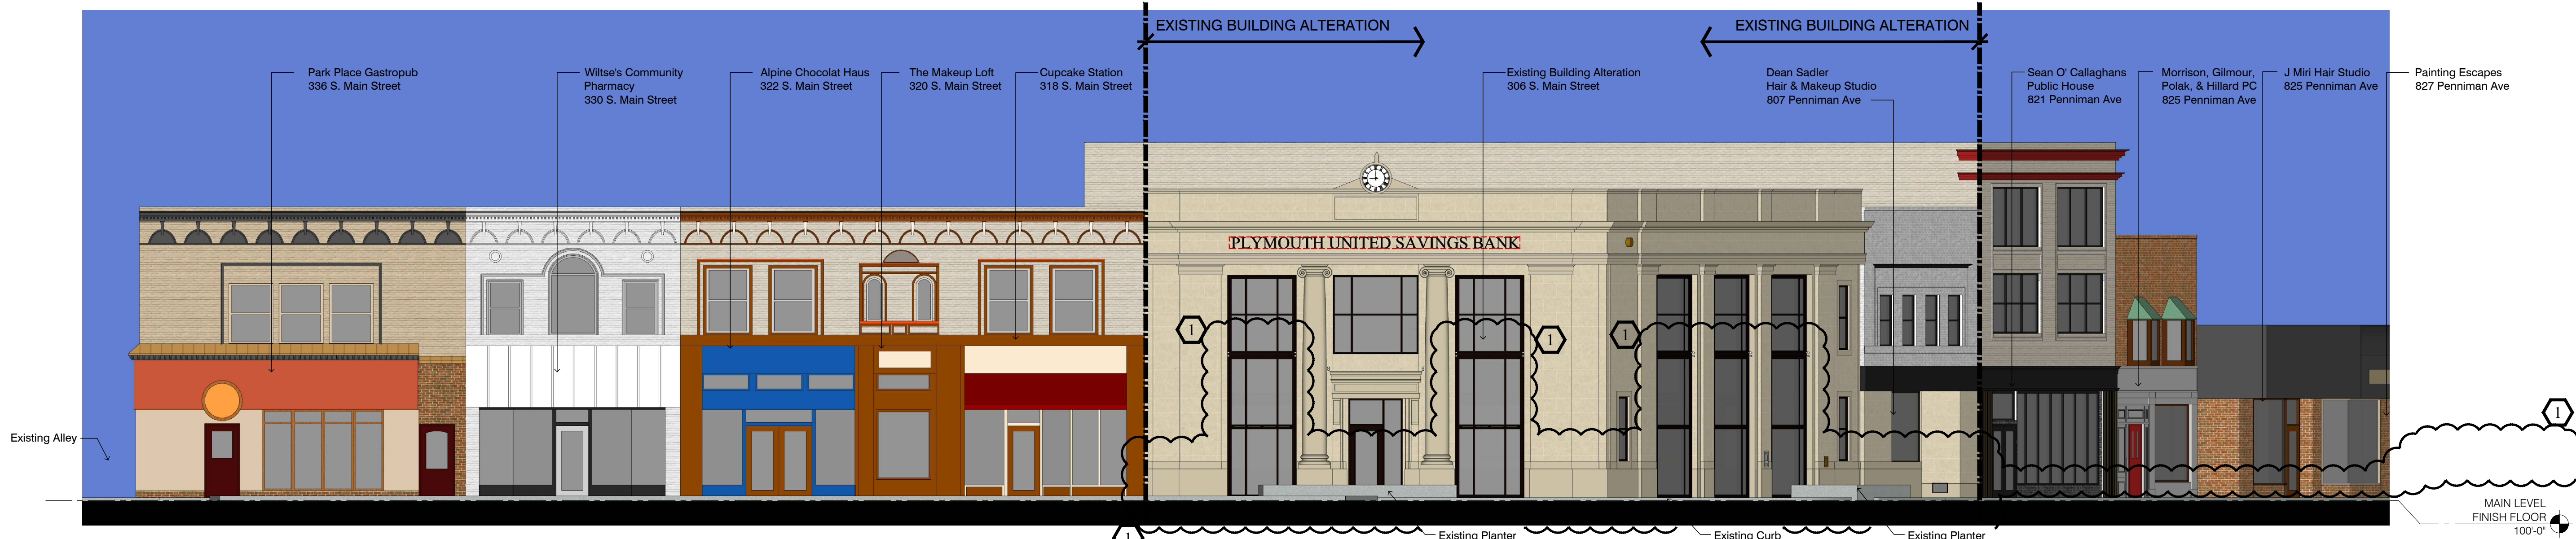 EXISTING BUILDING ALTERATION
EXISTING BUILDING ALTERATION
Park Place Gastropub
336 S. Main Street
Wiltse's Community
Pharmacy
330 S. Main Street
Alpine Chocolat Haus
322 S. Main Street
The Makeup Loft
320 S. Main Street
Cupcake Station
318 S. Main Street
Existing Building Alteration
306 S. Main Street
Dean Sadler
Hair & Makeup Studio
807 Penniman Ave
Sean O' Callaghans
Public House
821 Penniman Ave
Morrison, Gilmour,
Polak, & Hillard PC
825 Penniman Ave
J Miri Hair Studio
825 Penniman Ave
Painting Escapes
827 Penniman Ave
PLYMOUTH UNITED SAVINGS BANK
1
1
1
1
Existing Alley
MAIN LEVEL
FINISH FLOOR
100'-0"
1
Existing Planter
Existing Curb
Existing Planter